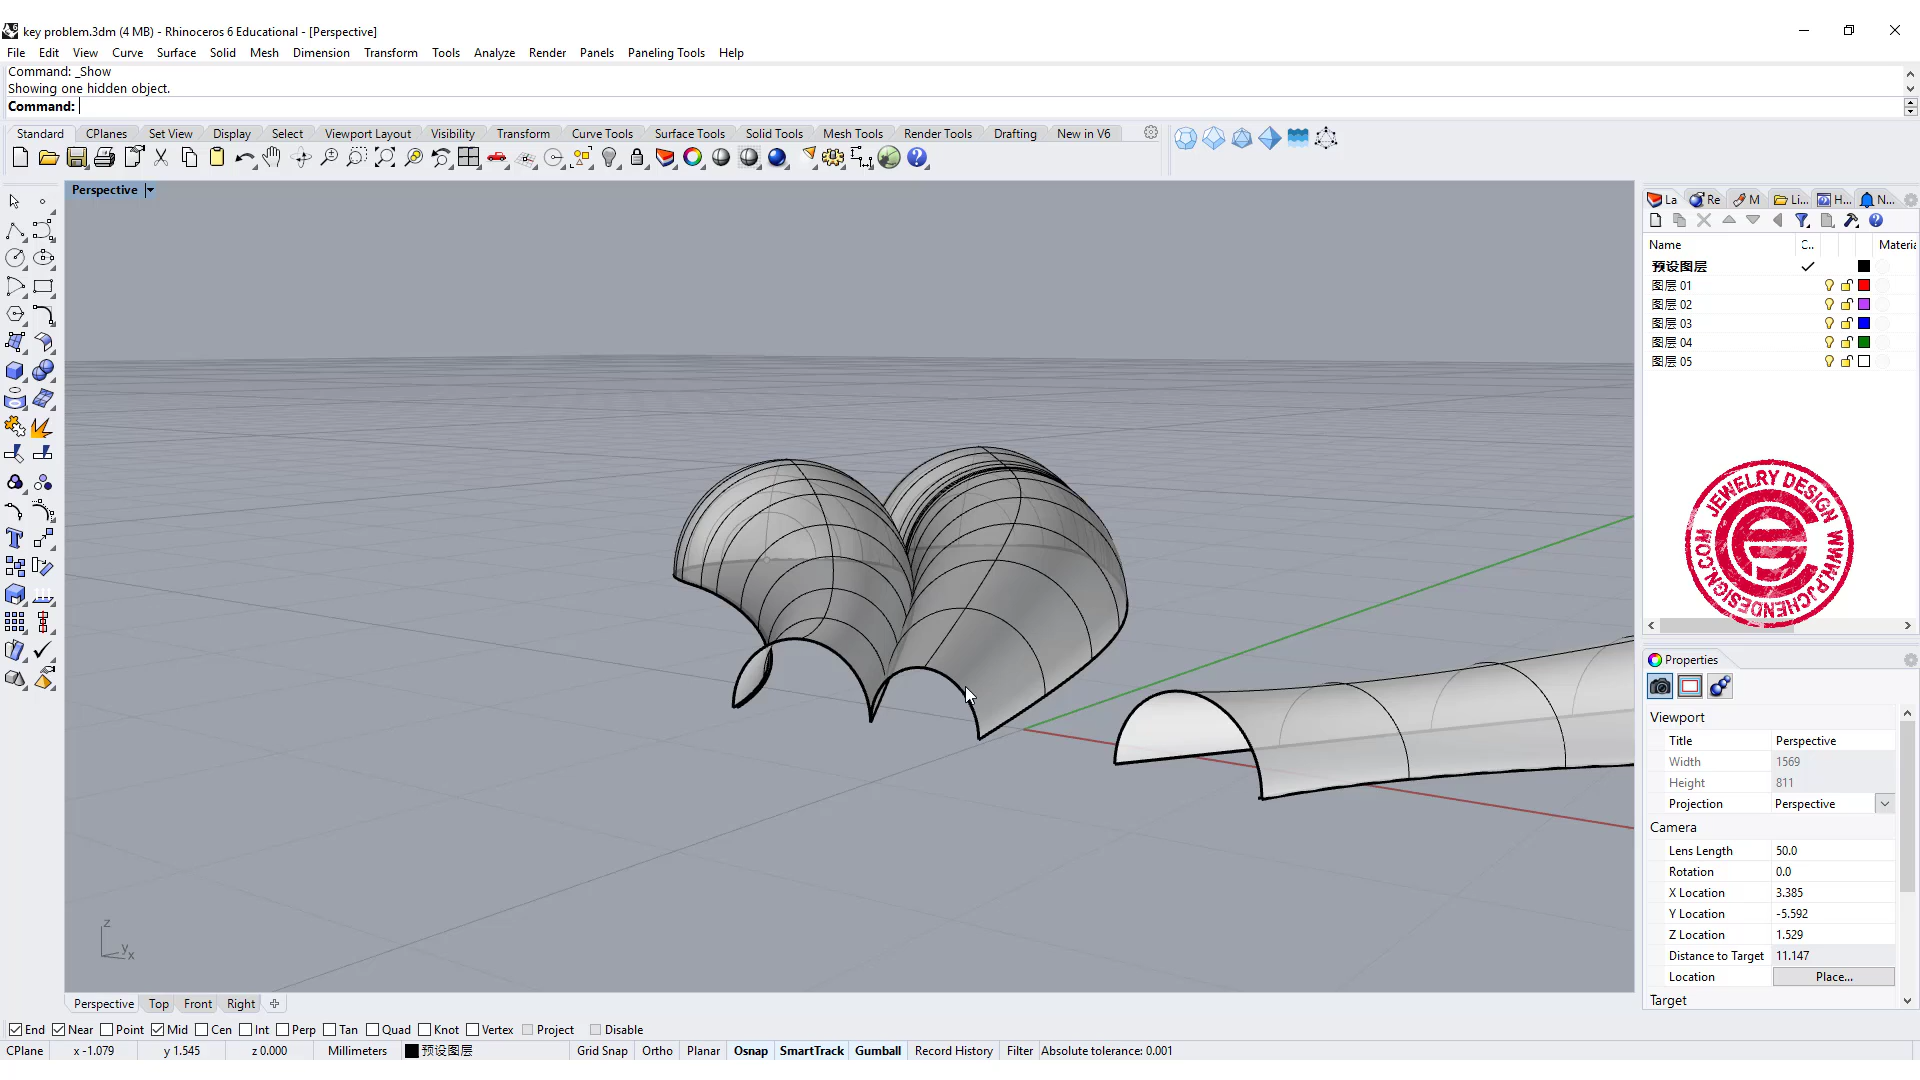 key problem.3dm (4 MB) - Rhinoceros 6 Educational - [Perspective]
File Edit View Curve Surface Solid Mesh Dimension Transform Tools Analyze Render Panels Paneling Tools Help
Command: _Show
Showing one hidden object.
Command:
Standard CPlanes Set View Display Select Viewport Layout Visibility Transform Curve Tools Surface Tools Solid Tools Mesh Tools Render Tools Drafting New in V6
Perspective
La Re M Li... H... N...
Name C.. Materia
预设图层
图层 01
图层 02
图层 03
图层 04
图层 05
JEWELRY DESIGN WWW.PJCHENDESIGN.COM
Properties
Viewport
Title Perspective
Width 1569
Height 811
Projection Perspective
Camera
Lens Length 50.0
Rotation 0.0
X Location 3.385
Y Location -5.592
Z Location 1.529
Distance to Target 11.147
Location Place...
Target
z
y
x
Perspective Top Front Right
End Near Point Mid Cen Int Perp Tan Quad Knot Vertex Project Disable
CPlane x -1.079 y 1.545 z 0.000 Millimeters 预设图层 Grid Snap Ortho Planar Osnap SmartTrack Gumball Record History Filter Absolute tolerance: 0.001